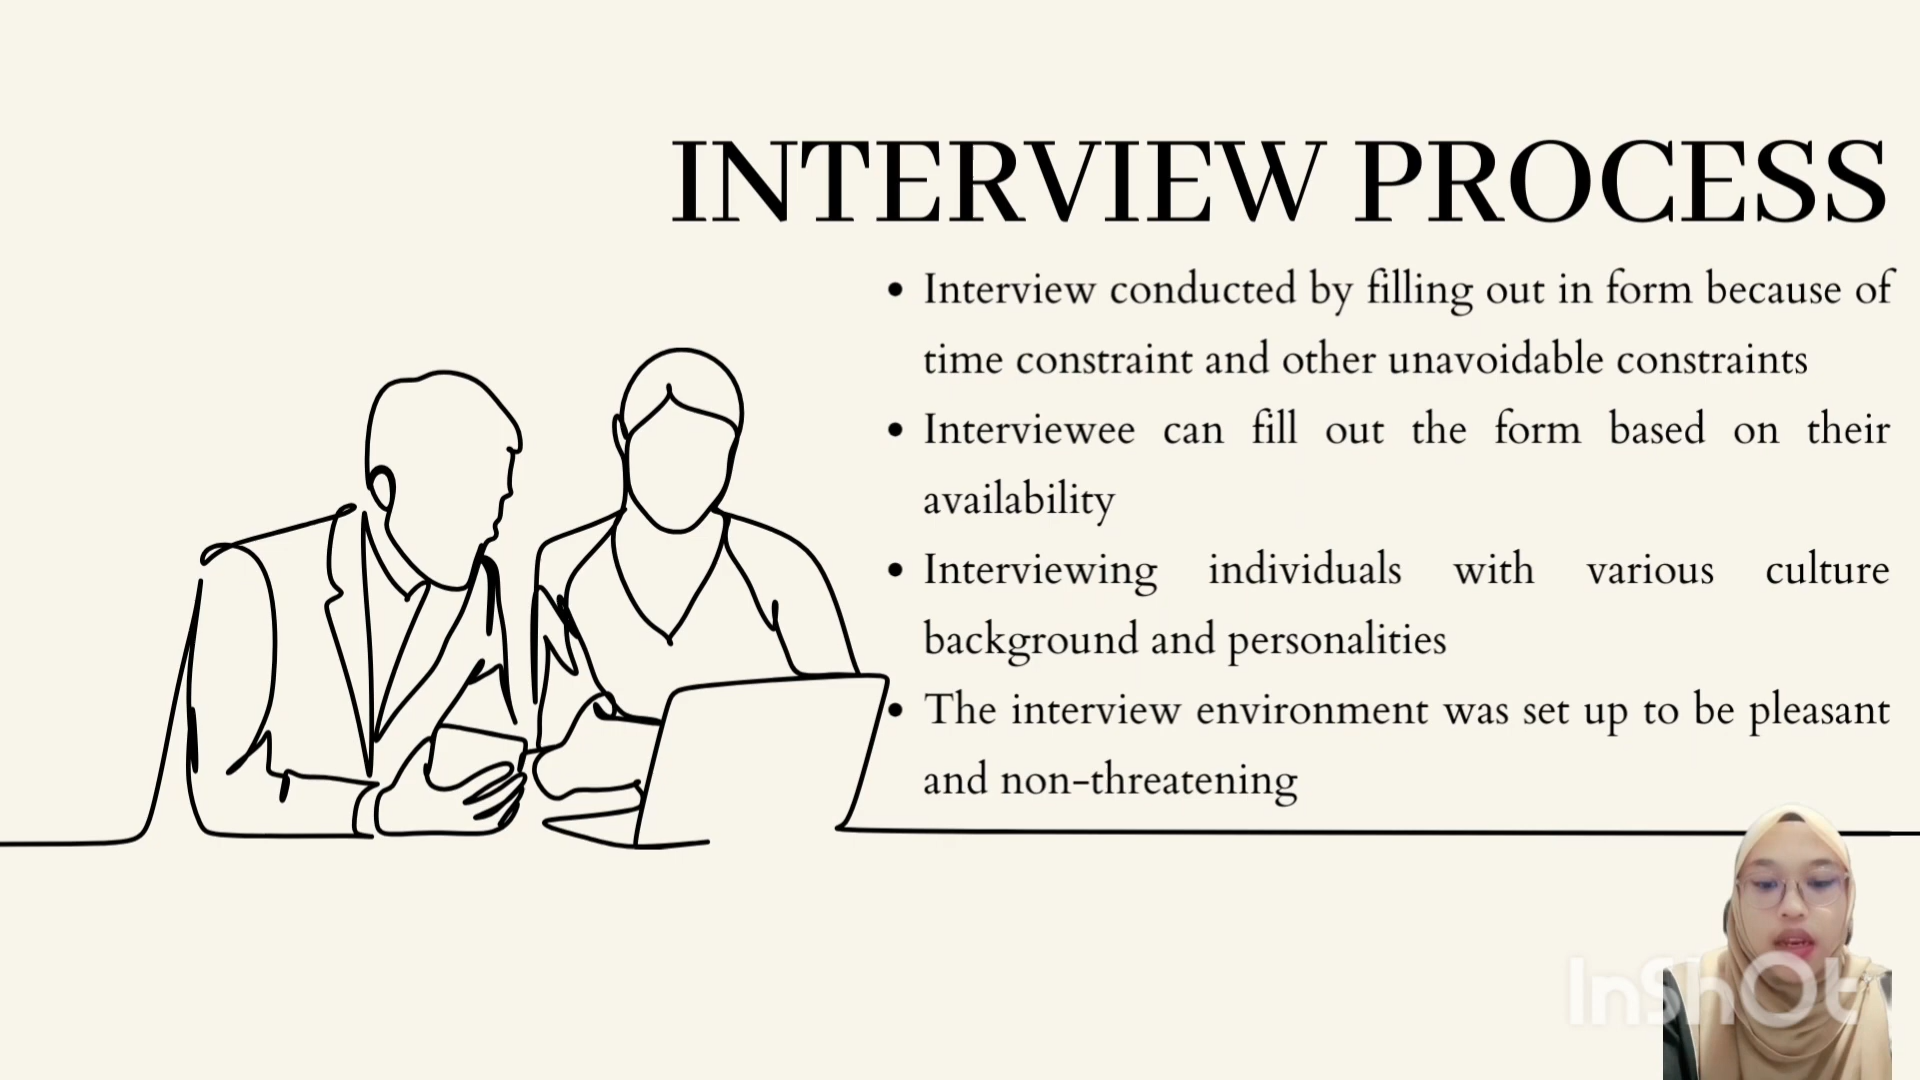 INTERVIEW PROCESS
• Interview conducted by filling out in form because of
time constraint and other unavoidable constraints
• Interviewee can fill out the form based on their
availability
• Interviewing individuals with various culture
background and personalities
• The interview environment was set up to be pleasant
and non-threatening
InShOt